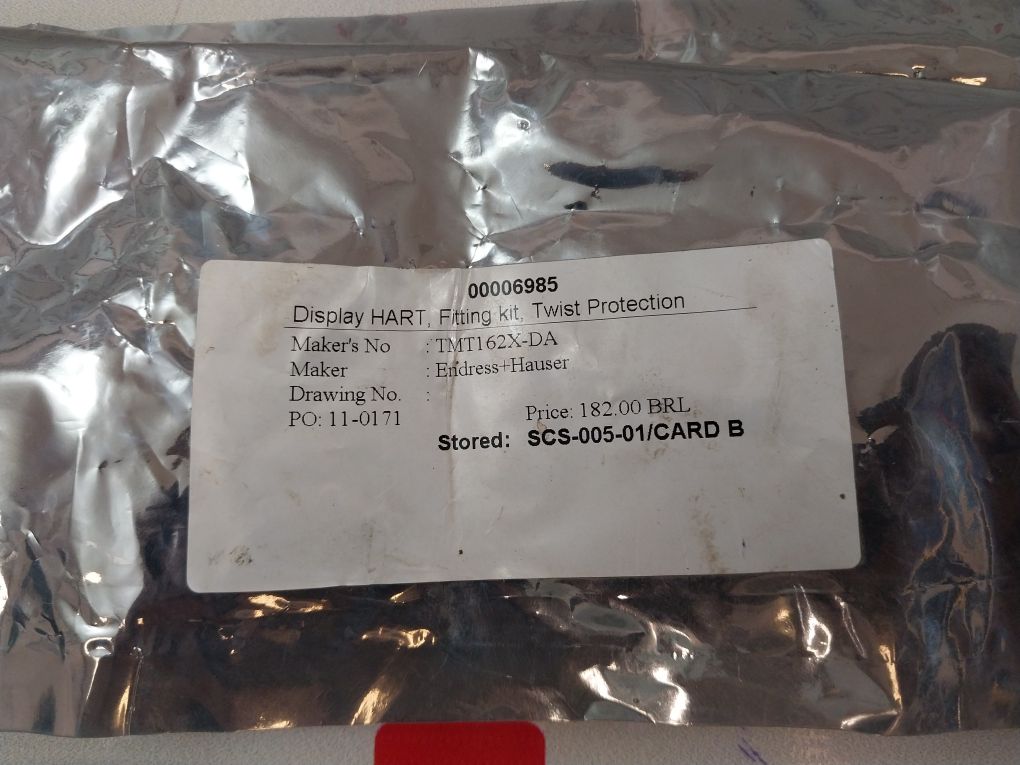 00006985
Display HART, Fitting kit, Twist Protection
Maker's No : TMT162X-DA
Maker : Endress+Hauser
Drawing No. :
PO: 11-0171 Price: 182.00 BRL
Stored: SCS-005-01/CARD B